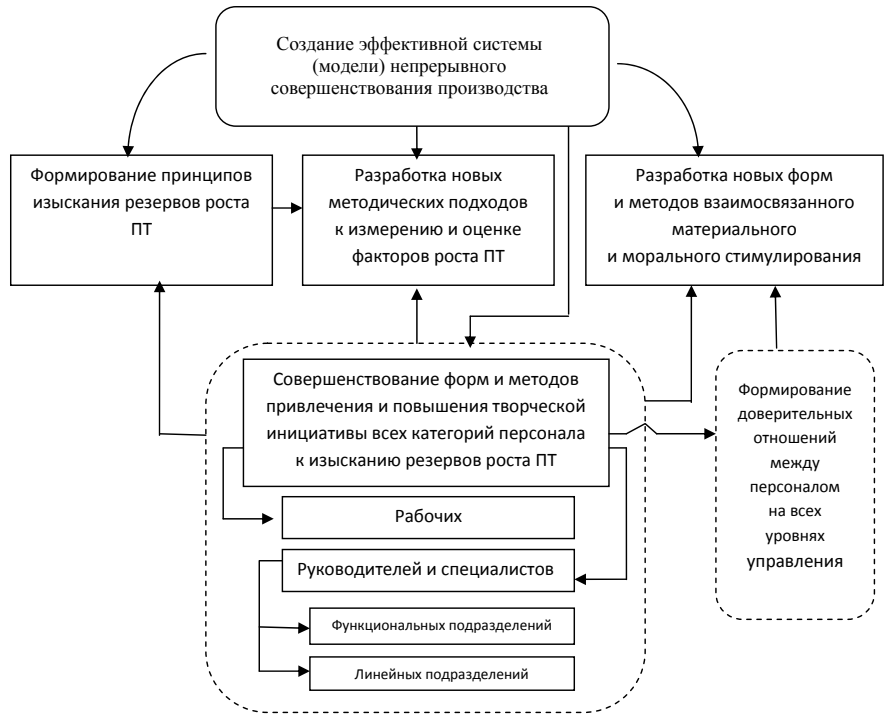 Создание эффективной системы
(модели) непрерывного
совершенствования производства
Формирование принципов
изыскания резервов роста
ПТ
Разработка новых
методических подходов
к измерению и оценке
факторов роста ПТ
Разработка новых форм
и методов взаимосвязанного
материального
и морального стимулирования
Совершенствование форм и методов
привлечения и повышения творческой
инициативы всех категорий персонала
к изысканию резервов роста ПТ
Формирование
доверительных
отношений
между
персоналом
на всех
уровнях
управления
Рабочих
Руководителей и специалистов
Функциональных подразделений
Линейных подразделений